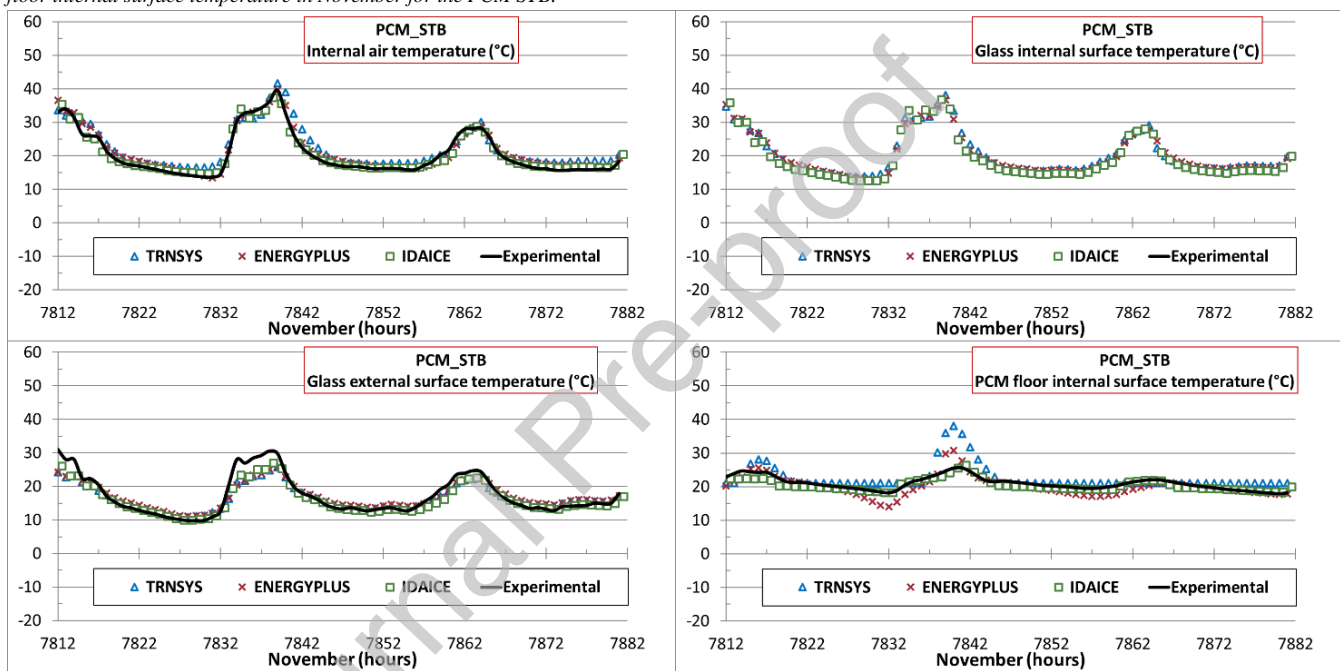 floor internal surface temperature in November for the PCM-STB.
PCM_STB
Internal air temperature (°C)
60
50
40
30
20
10
0
-10
-20
TRNSYS ENERGYPLUS IDAICE Experimental
7812 7822 7832 7842 7852 7862 7872 7882
November (hours)
PCM_STB
Glass internal surface temperature (°C)
60
50
40
30
20
10
0
-10
-20
TRNSYS ENERGYPLUS IDAICE Experimental
7812 7822 7832 7842 7852 7862 7872 7882
November (hours)
PCM_STB
Glass external surface temperature (°C)
60
50
40
30
20
10
0
-10
-20
TRNSYS ENERGYPLUS IDAICE Experimental
7812 7822 7832 7842 7852 7862 7872 7882
November (hours)
PCM_STB
PCM floor internal surface temperature (°C)
60
50
40
30
20
10
0
-10
-20
TRNSYS ENERGYPLUS IDAICE Experimental
7812 7822 7832 7842 7852 7862 7872 7882
November (hours)
urnal Pre-proof